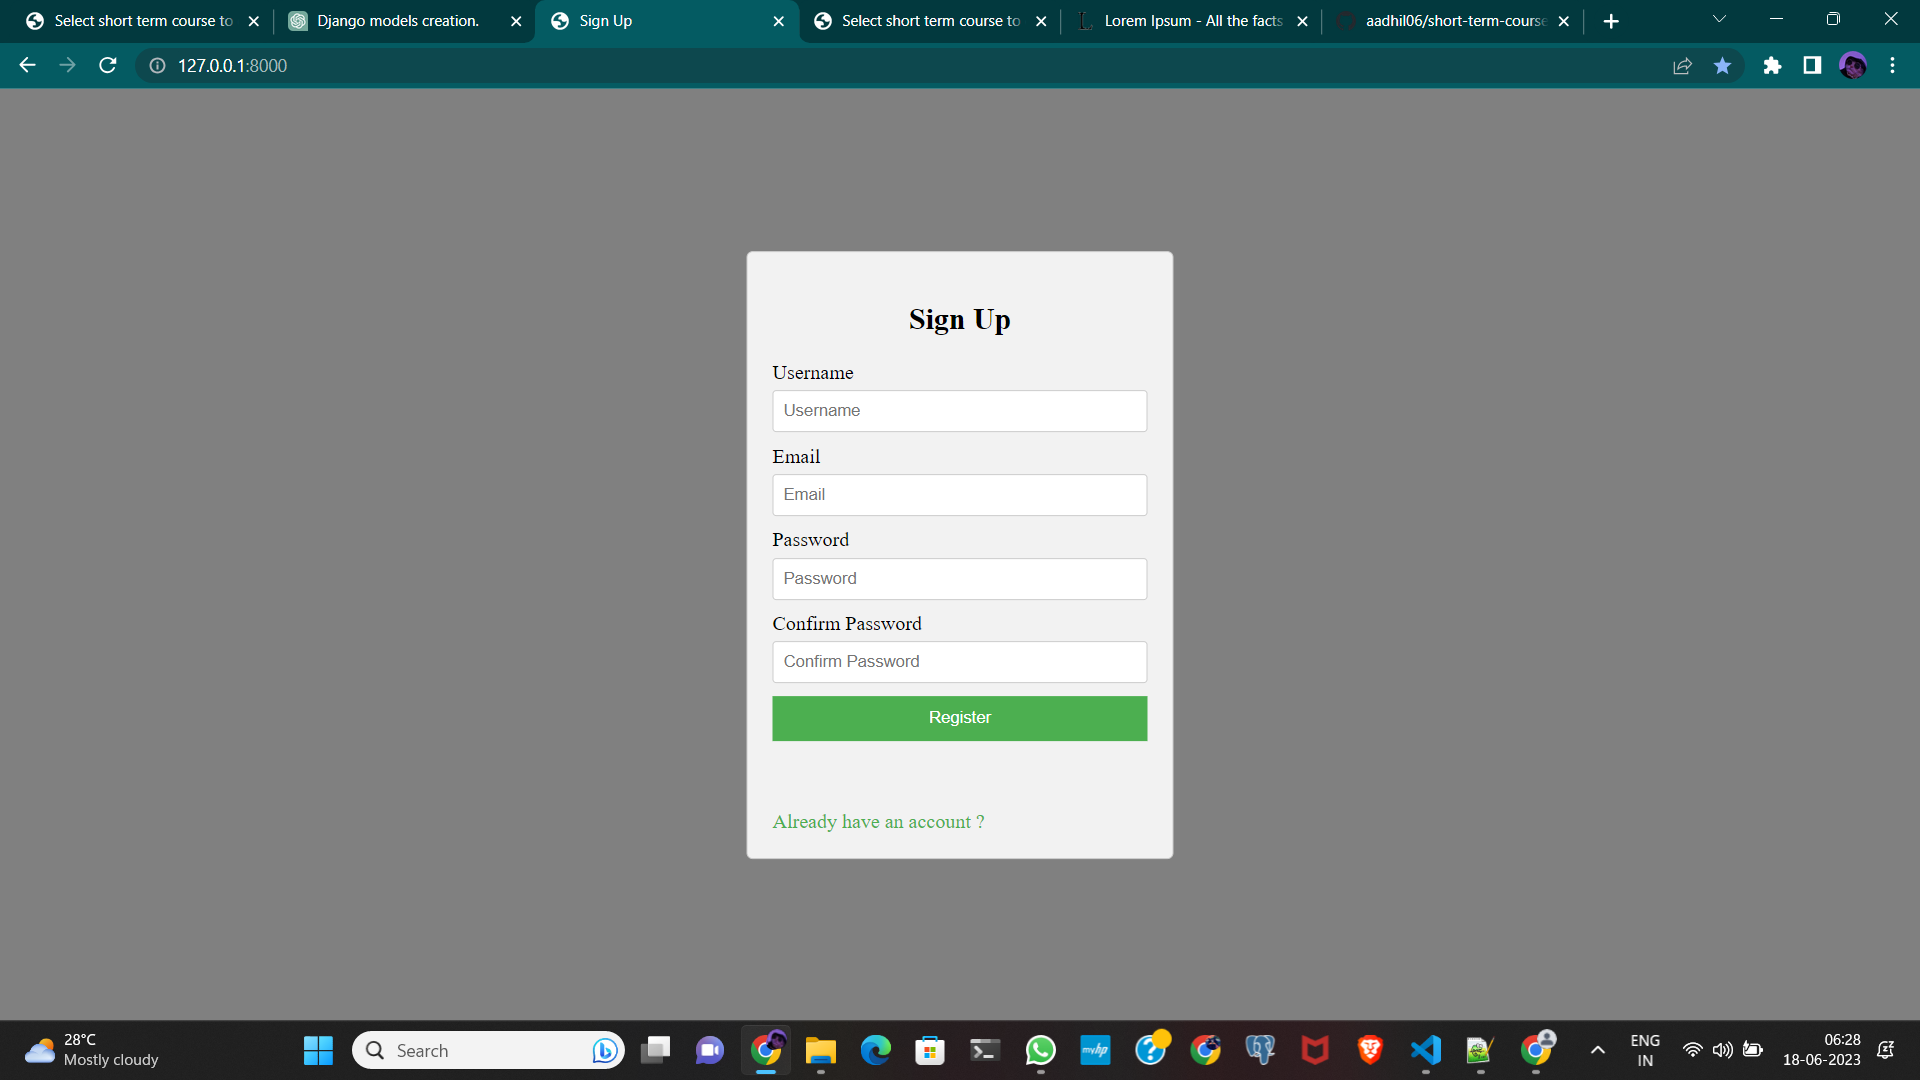 Select short term course to
Django models creation.
Sign Up
Select short term course to
Lorem Ipsum - All the facts
aadhil06/short-term-course
127.0.0.1:8000
Sign Up
Username
Username
Email
Email
Password
Password
Confirm Password
Confirm Password
Register
Already have an account ?
28°C
Mostly cloudy
Search
myhp
ENG
IN
06:28
18-06-2023